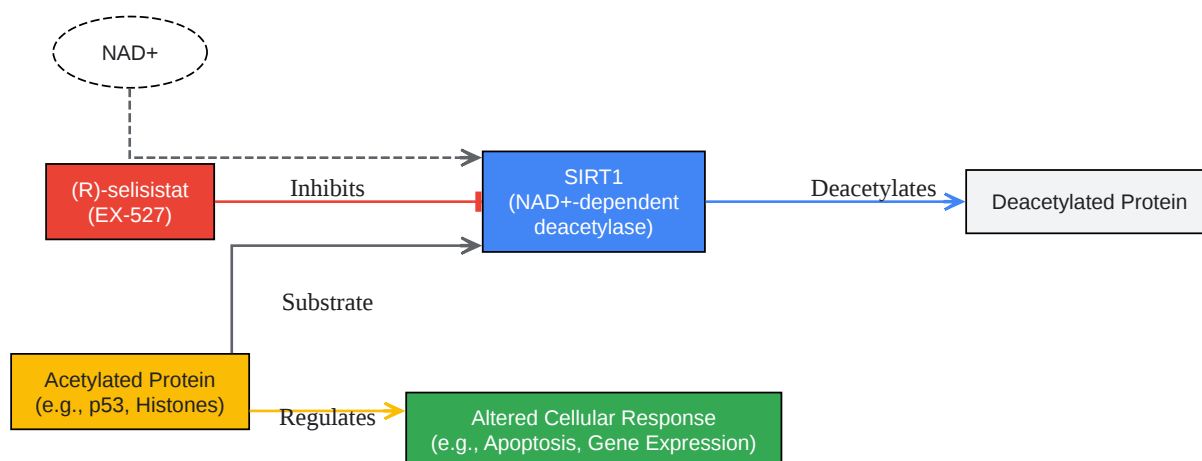 NAD+
(R)-selisistat
(EX-527)
Inhibits
SIRT1
(NAD+-dependent
deacetylase)
Deacetylates
Deacetylated Protein
Substrate
Acetylated Protein
(e.g., p53, Histones)
Regulates
Altered Cellular Response
(e.g., Apoptosis, Gene Expression)